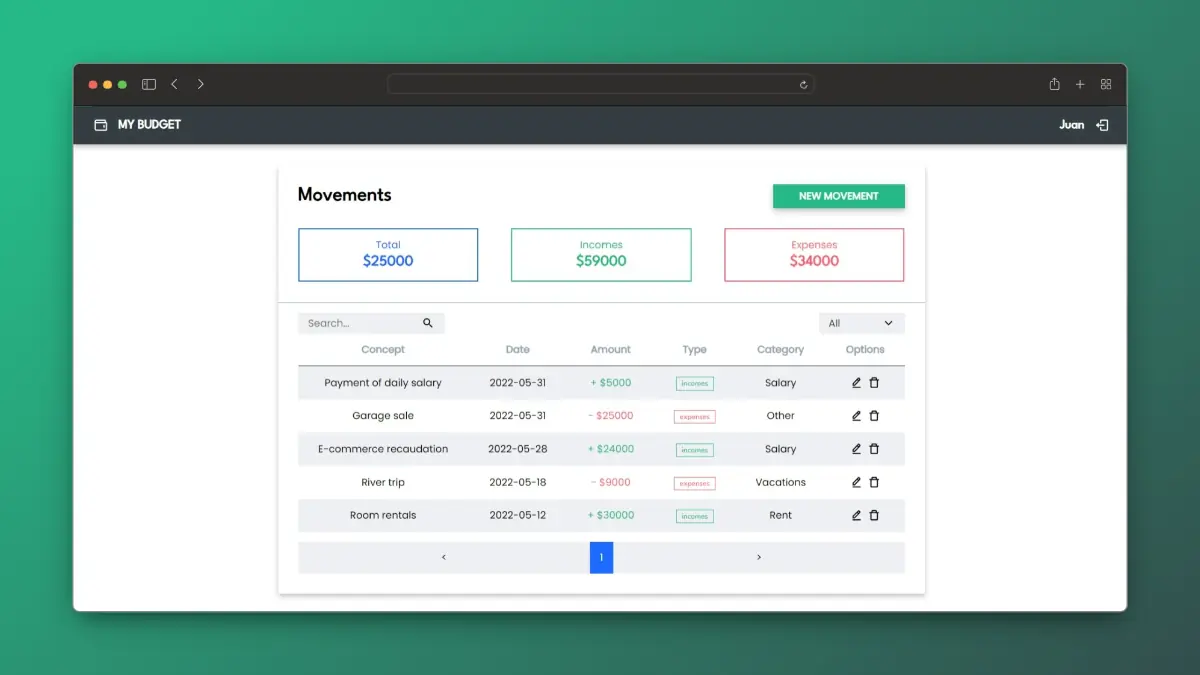 MY BUDGET Juan
Movements NEW MOVEMENT
Total Incomes Expenses
$25000 $59000 $34000
Search... All
Concept Date Amount Type Category Options
Payment of daily salary 2022-05-31 + $5000 incomes Salary
Garage sale 2022-05-31 - $25000 expenses Other
E-commerce recaudation 2022-05-28 + $24000 incomes Salary
River trip 2022-05-18 - $9000 expenses Vacations
Room rentals 2022-05-12 + $30000 incomes Rent
< 1 >